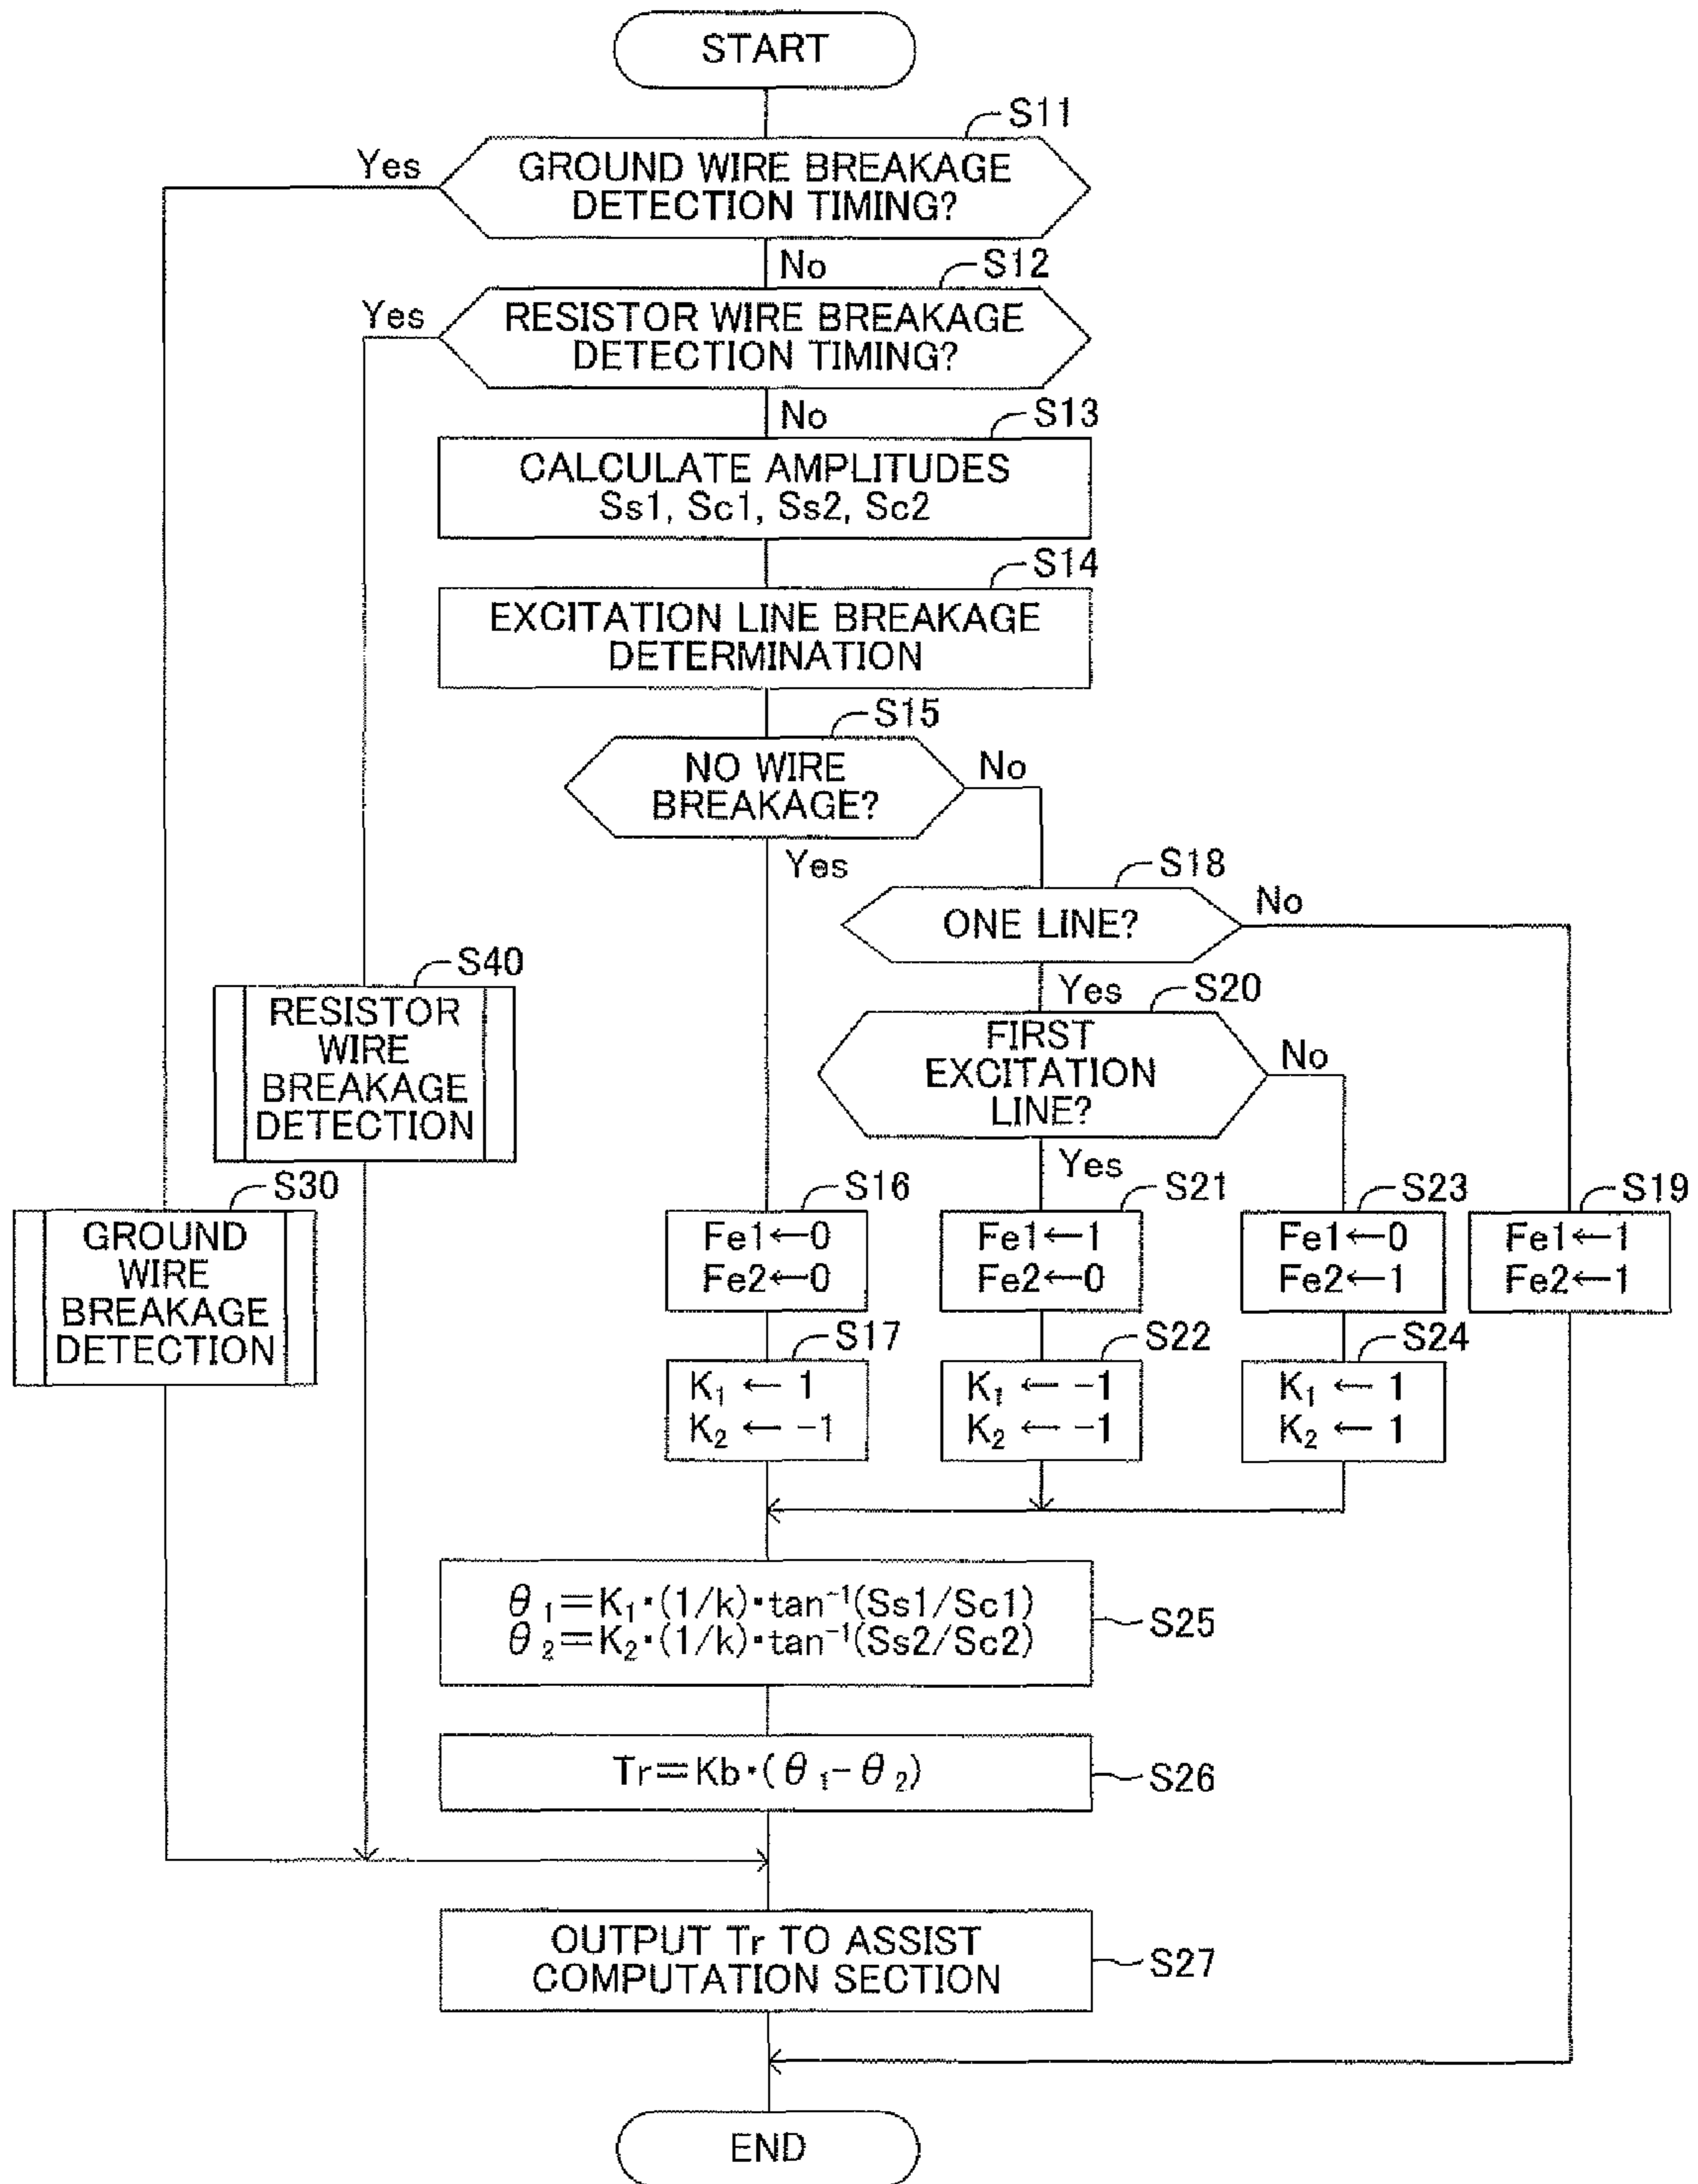 START
S11
Yes
GROUND WIRE BREAKAGE
DETECTION TIMING?
No
S12
Yes
RESISTOR WIRE BREAKAGE
DETECTION TIMING?
No
S13
CALCULATE AMPLITUDES
Ss1, Sc1, Ss2, Sc2
S14
EXCITATION LINE BREAKAGE
DETERMINATION
S15
NO WIRE
BREAKAGE?
No
Yes
S18
ONE LINE?
No
Yes
S20
FIRST
EXCITATION
LINE?
No
Yes
S40
RESISTOR
WIRE
BREAKAGE
DETECTION
S30
GROUND
WIRE
BREAKAGE
DETECTION
S16
Fe1←0
Fe2←0
S21
Fe1←1
Fe2←0
S23
Fe1←0
Fe2←1
S19
Fe1←1
Fe2←1
S17
K₁ ← 1
K₂ ← -1
S22
K₁ ← -1
K₂ ← -1
S24
K₁ ← 1
K₂ ← 1
θ₁=K₁·(1/k)·tan⁻¹(Ss1/Sc1)
θ₂=K₂·(1/k)·tan⁻¹(Ss2/Sc2)
S25
Tr=Kb·(θ₁-θ₂)
S26
OUTPUT Tr TO ASSIST
COMPUTATION SECTION
S27
END